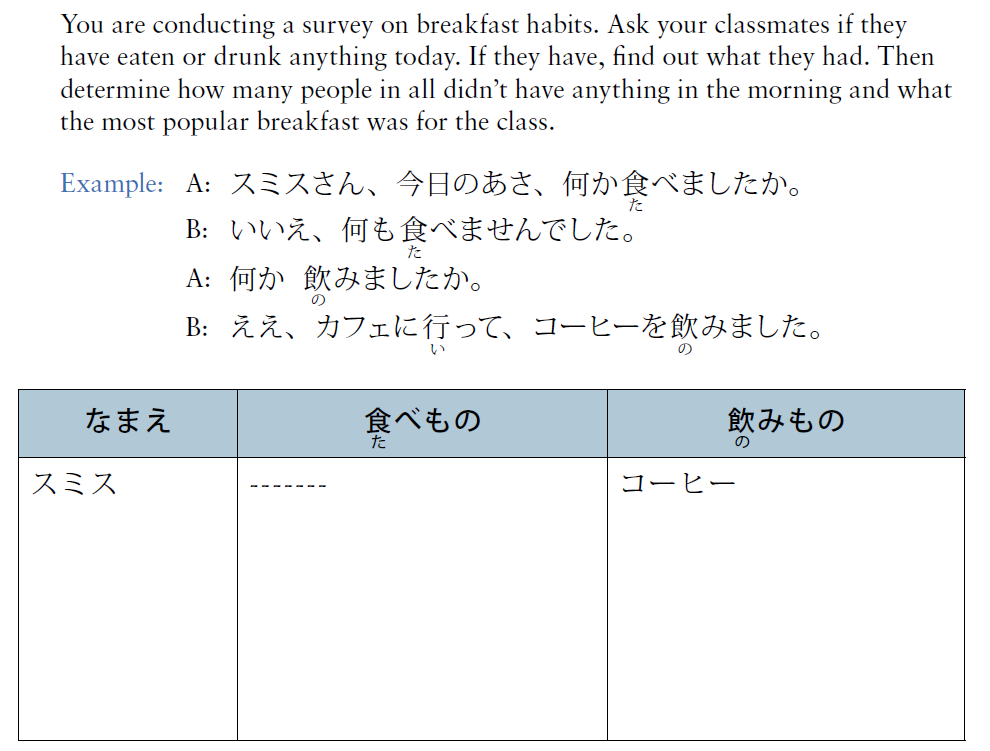 You are conducting a survey on breakfast habits. Ask your classmates if they
have eaten or drunk anything today. If they have, find out what they had. Then
determine how many people in all didn't have anything in the morning and what
the most popular breakfast was for the class.
Example: A: スミスさん、今日のあさ、何か食べましたか。
た
B: いいえ、何も食べませんでした。
た
A: 何か 飲みましたか。
の
B: ええ、カフェに行って、コーヒーを飲みました。
い の
なまえ 食べもの 飲みもの
た の
スミス ------- コーヒー